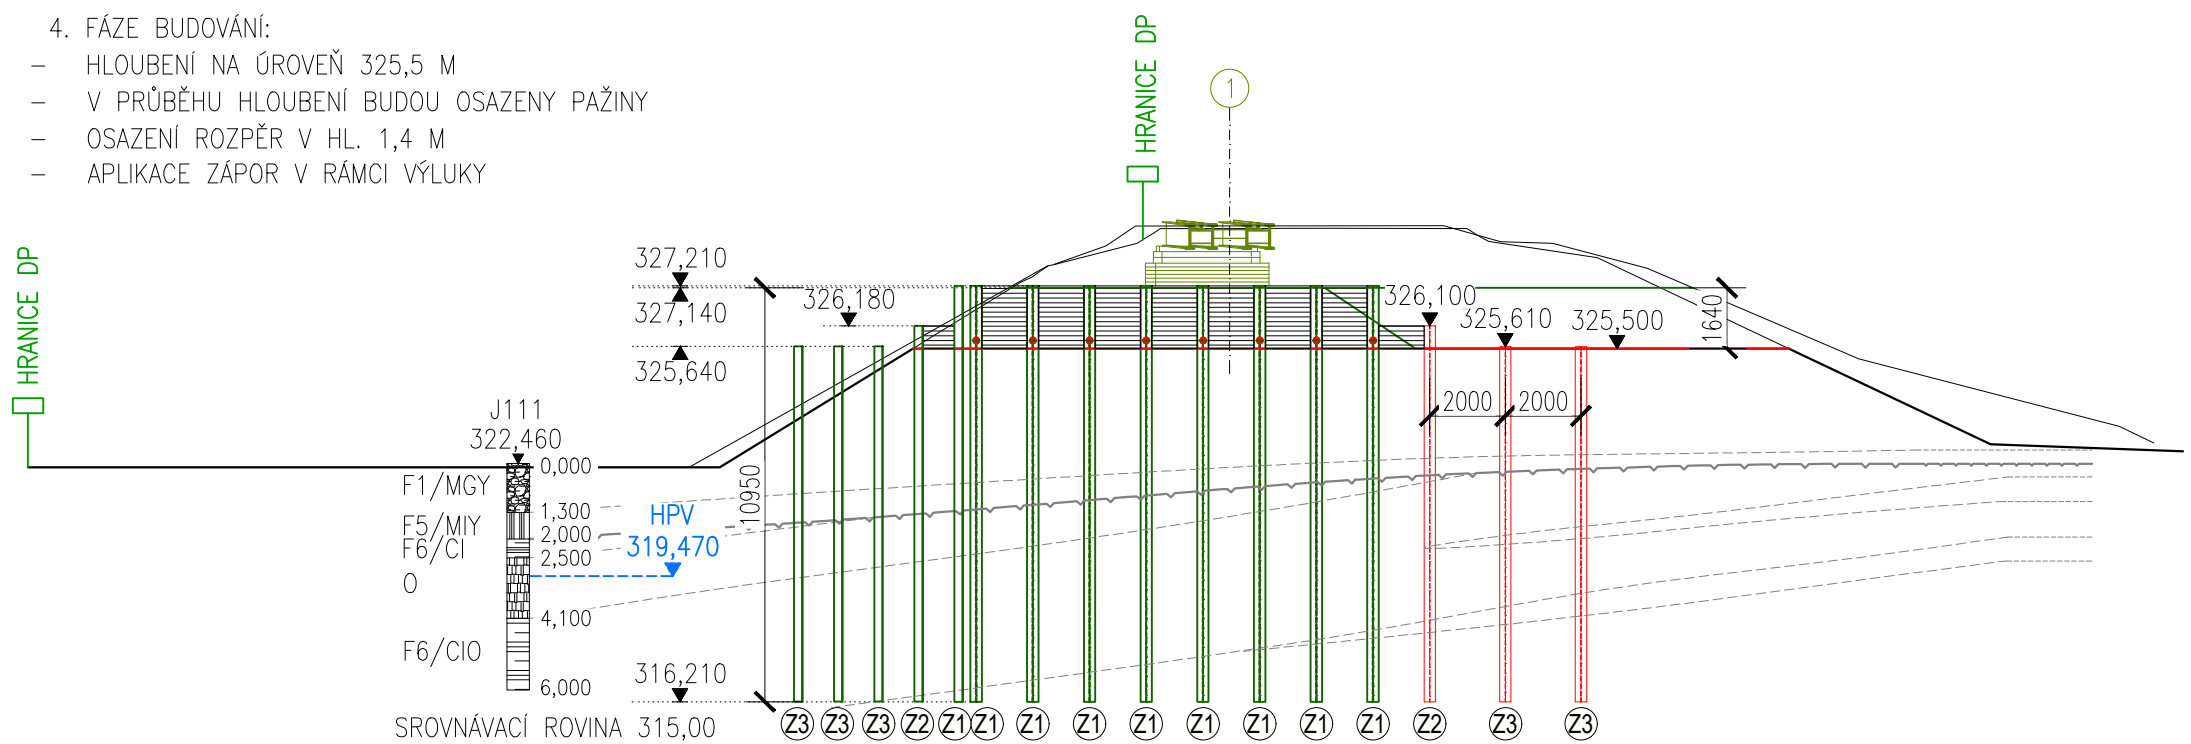 4. FÁZE BUDOVÁNÍ:
– HLOUBENÍ NA ÚROVEŇ 325,5 M
– V PRŮBĚHU HLOUBENÍ BUDOU OSAZENY PAŽINY
– OSAZENÍ ROZPĚR V HL. 1,4 M
– APLIKACE ZÁPOR V RÁMCI VÝLUKY
HRANICE DP
1
HRANICE DP
327,210
327,140
326,180
325,640
326,100
325,610
325,500
1640
2000
2000
J111
322,460
0,000
F1/MGY
1,300
F5/MIY
2,000
F6/CI
2,500
O
4,100
F6/CIO
6,000
HPV
319,470
10950
316,210
SROVNÁVACÍ ROVINA 315,00
Z3 Z3 Z3 Z2 Z1 Z1 Z1 Z1 Z1 Z1 Z1 Z1 Z1 Z2 Z3 Z3